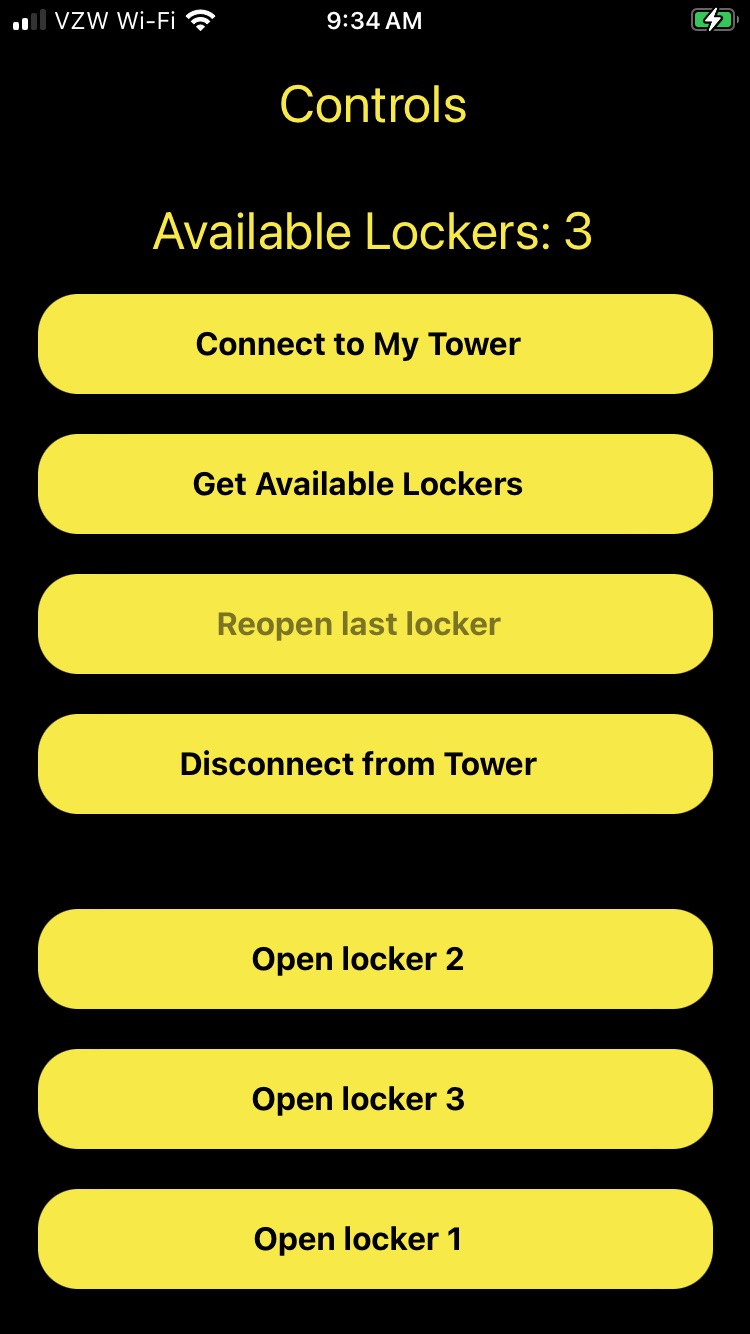 VZW Wi-Fi 9:34 AM
Controls
Available Lockers: 3
Connect to My Tower
Get Available Lockers
Reopen last locker
Disconnect from Tower
Open locker 2
Open locker 3
Open locker 1